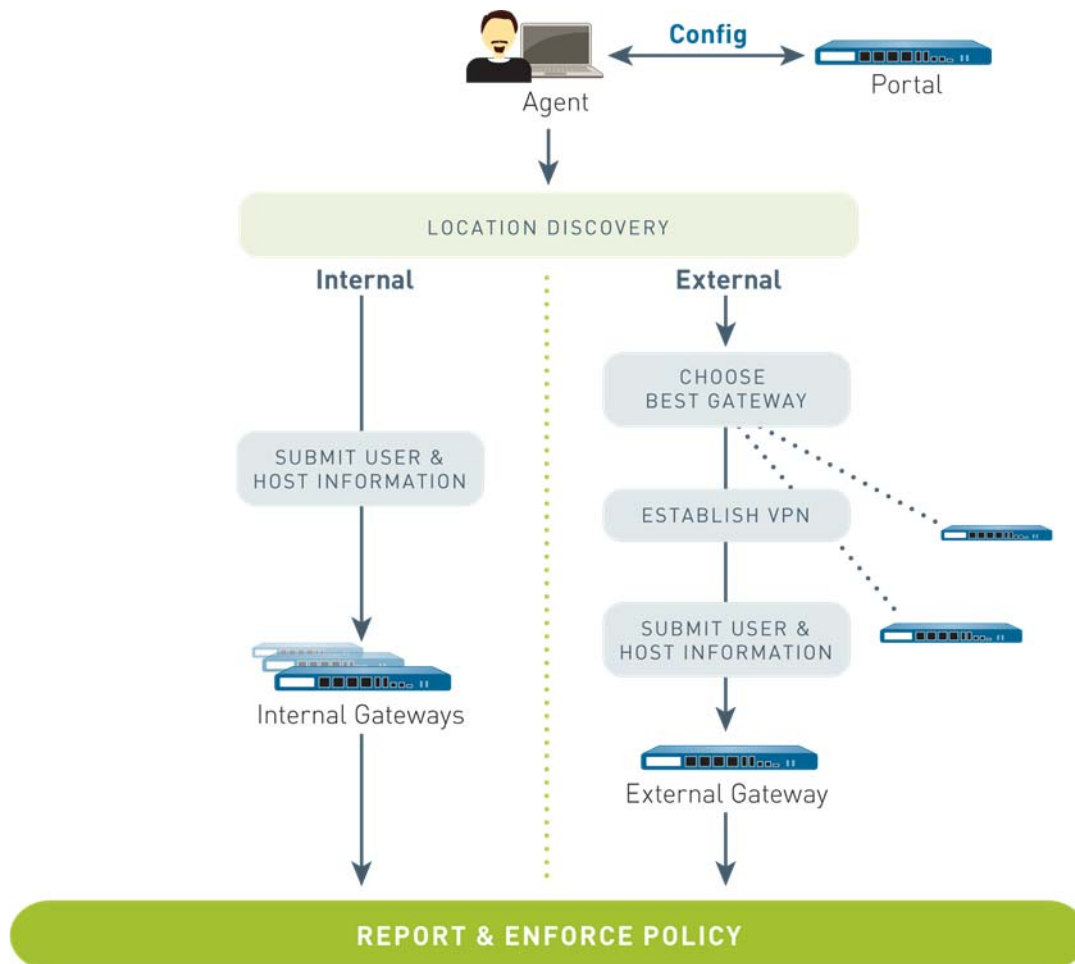 Config
Agent
Portal
LOCATION DISCOVERY
Internal
External
CHOOSE
BEST GATEWAY
SUBMIT USER &
HOST INFORMATION
ESTABLISH VPN
SUBMIT USER &
HOST INFORMATION
Internal Gateways
External Gateway
REPORT & ENFORCE POLICY